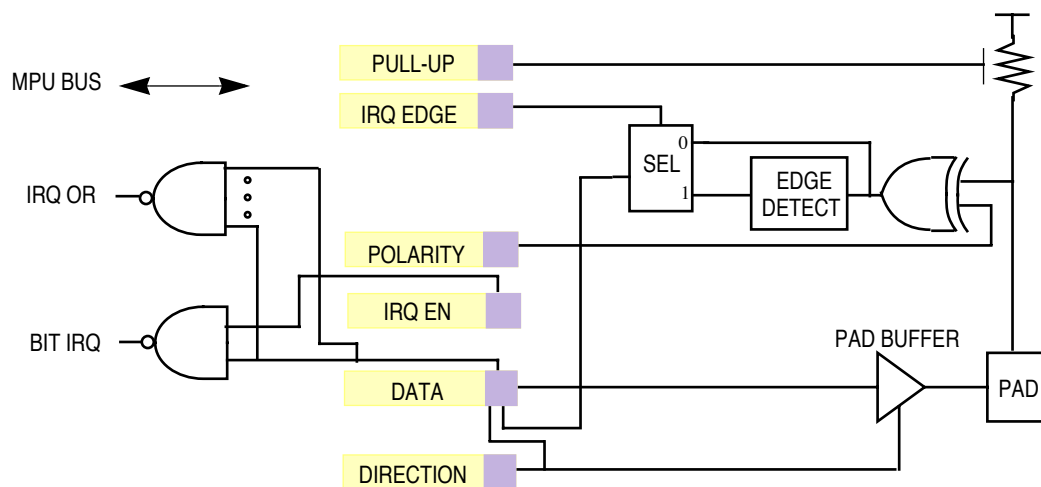 PULL-UP
MPU BUS
IRQ EDGE
0
SEL
1
EDGE
DETECT
IRQ OR
POLARITY
IRQ EN
BIT IRQ
PAD BUFFER
DATA
PAD
DIRECTION